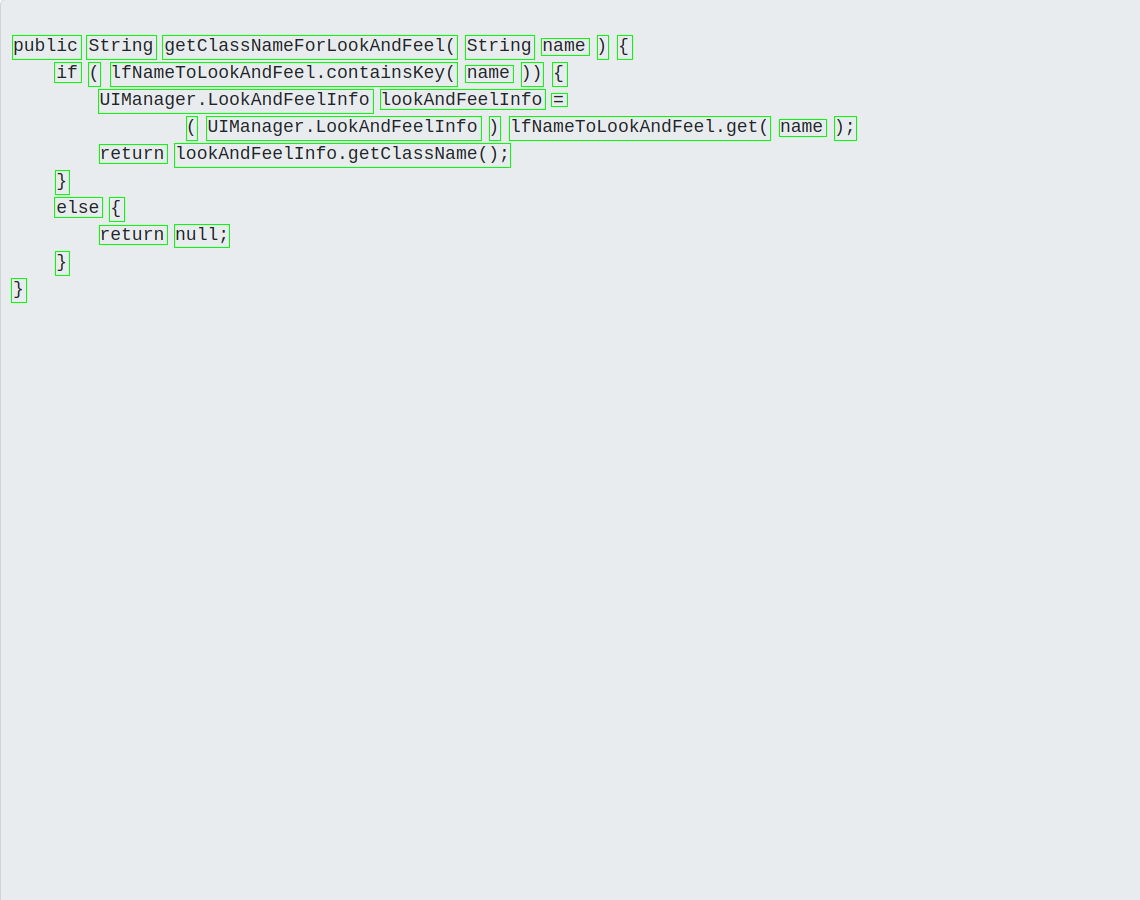 public String getClassNameForLookAndFeel( String name ) {
    if ( lfNameToLookAndFeel.containsKey( name )) {
        UIManager.LookAndFeelInfo lookAndFeelInfo =
                ( UIManager.LookAndFeelInfo ) lfNameToLookAndFeel.get( name );
        return lookAndFeelInfo.getClassName();
    }
    else {
        return null;
    }
}